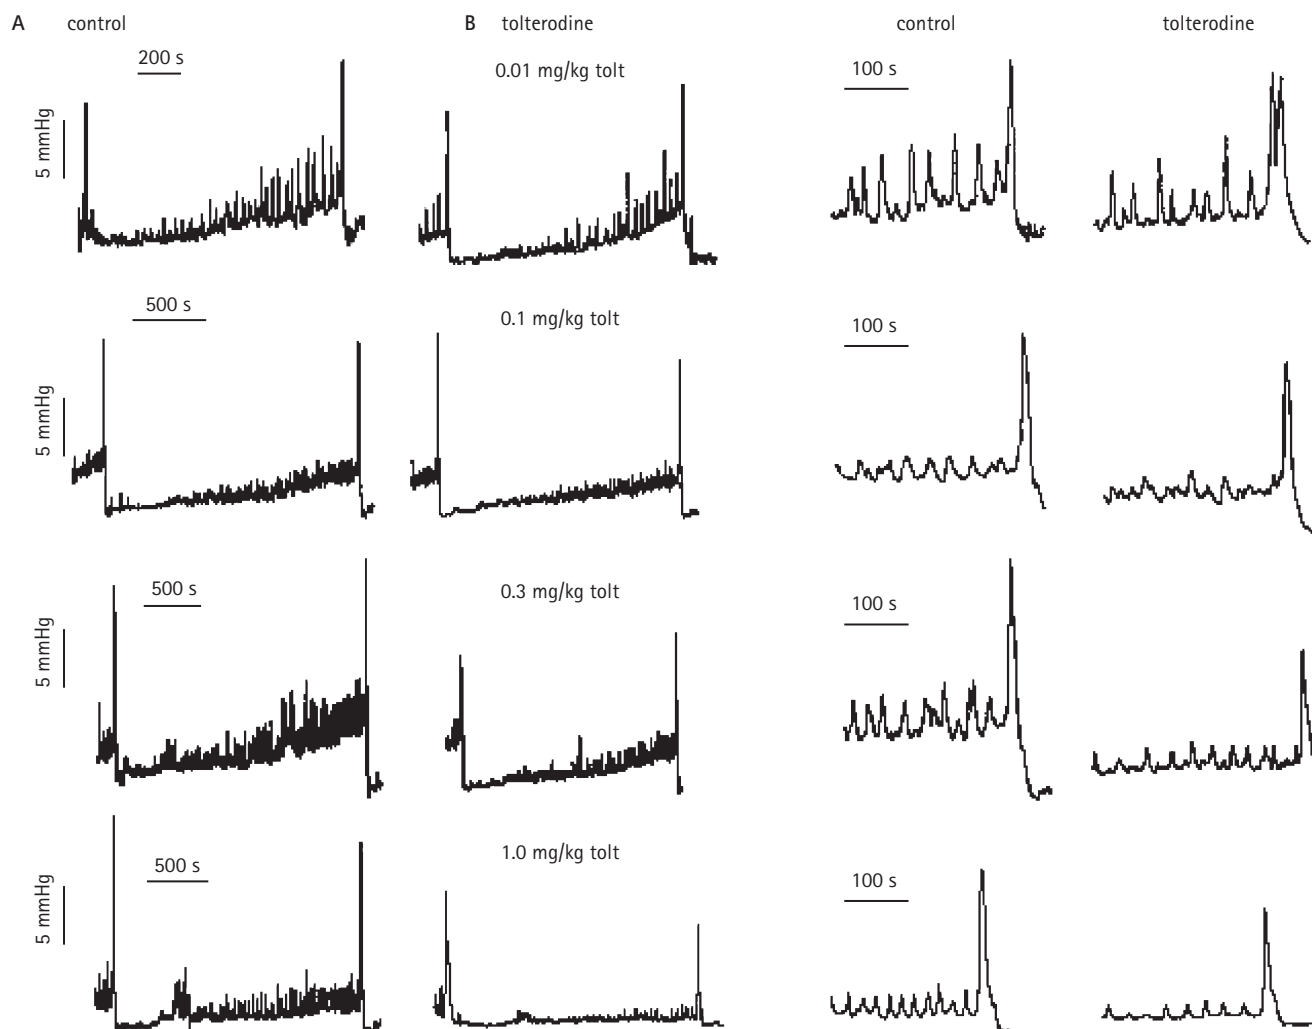 A control B tolterodine control tolterodine
200 s 0.01 mg/kg tolt 100 s
5 mmHg
500 s 0.1 mg/kg tolt 100 s
5 mmHg
500 s 0.3 mg/kg tolt 100 s
5 mmHg
500 s 1.0 mg/kg tolt 100 s
5 mmHg